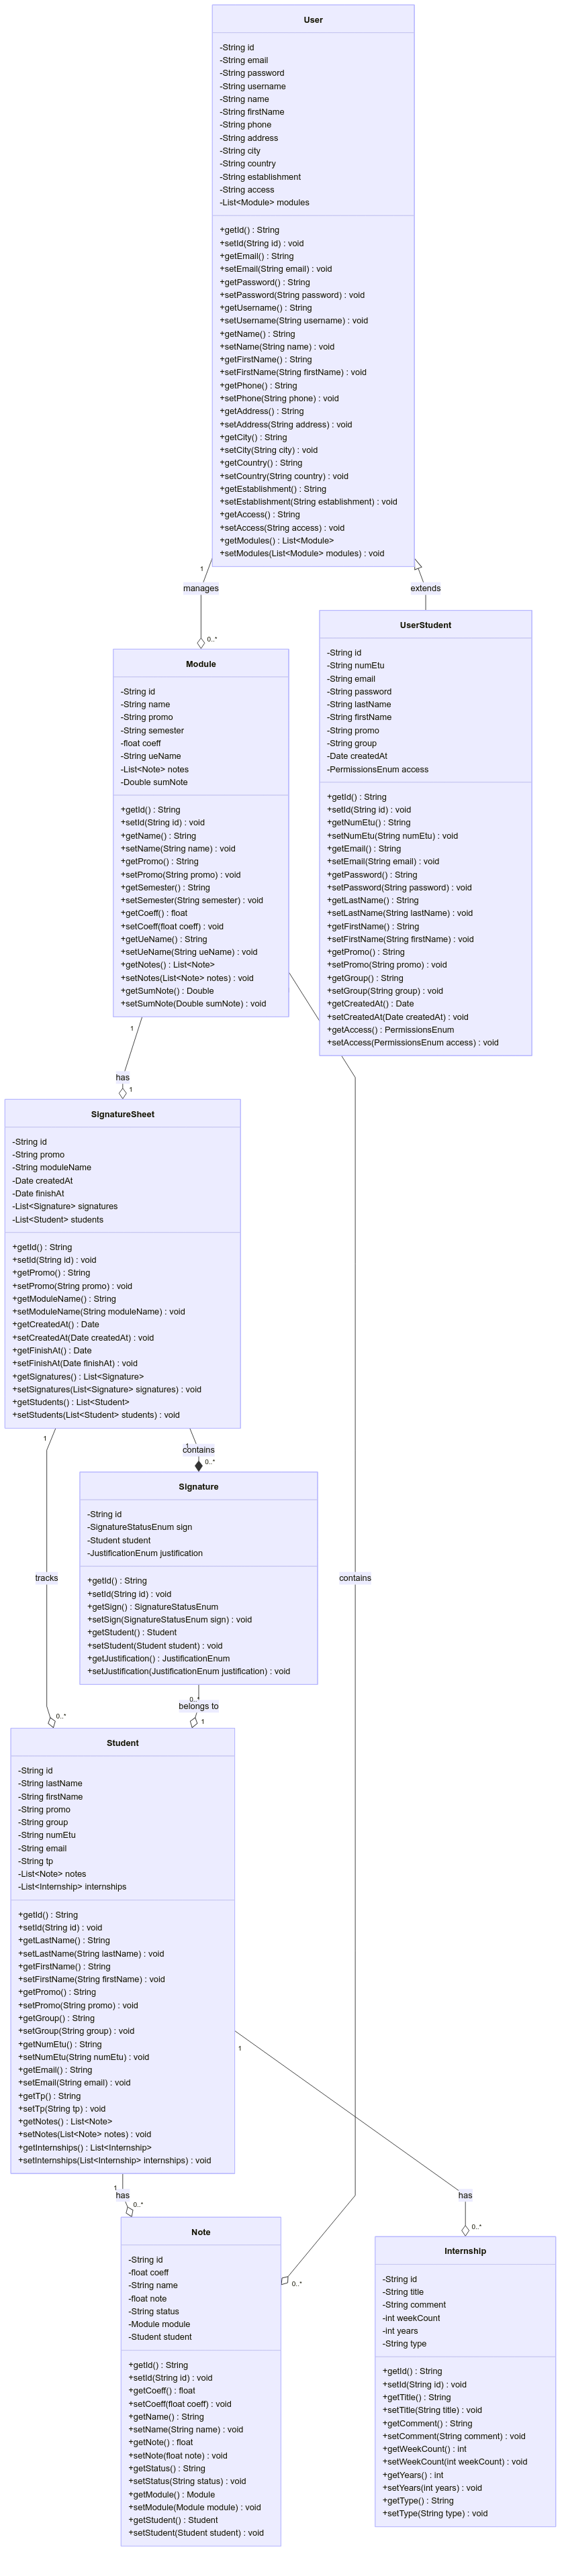 User
-String id
-String email
-String password
-String username
-String name
-String firstName
-String phone
-String address
-String city
-String country
-String establishment
-String access
-List<Module> modules
+getId() : String
+setId(String id) : void
+getEmail() : String
+setEmail(String email) : void
+getPassword() : String
+setPassword(String password) : void
+getUsername() : String
+setUsername(String username) : void
+getName() : String
+setName(String name) : void
+getFirstName() : String
+setFirstName(String firstName) : void
+getPhone() : String
+setPhone(String phone) : void
+getAddress() : String
+setAddress(String address) : void
+getCity() : String
+setCity(String city) : void
+getCountry() : String
+setCountry(String country) : void
+getEstablishment() : String
+setEstablishment(String establishment) : void
+getAccess() : String
+setAccess(String access) : void
+getModules() : List<Module>
+setModules(List<Module> modules) : void
1
manages
0..*
extends
UserStudent
-String id
-String numEtu
-String email
-String password
-String lastName
-String firstName
-String promo
-String group
-Date createdAt
-PermissionsEnum access
+getId() : String
+setId(String id) : void
+getNumEtu() : String
+setNumEtu(String numEtu) : void
+getEmail() : String
+setEmail(String email) : void
+getPassword() : String
+setPassword(String password) : void
+getLastName() : String
+setLastName(String lastName) : void
+getFirstName() : String
+setFirstName(String firstName) : void
+getPromo() : String
+setPromo(String promo) : void
+getGroup() : String
+setGroup(String group) : void
+getCreatedAt() : Date
+setCreatedAt(Date createdAt) : void
+getAccess() : PermissionsEnum
+setAccess(PermissionsEnum access) : void
Module
-String id
-String name
-String promo
-String semester
-float coeff
-String ueName
-List<Note> notes
-Double sumNote
+getId() : String
+setId(String id) : void
+getName() : String
+setName(String name) : void
+getPromo() : String
+setPromo(String promo) : void
+getSemester() : String
+setSemester(String semester) : void
+getCoeff() : float
+setCoeff(float coeff) : void
+getUeName() : String
+setUeName(String ueName) : void
+getNotes() : List<Note>
+setNotes(List<Note> notes) : void
+getSumNote() : Double
+setSumNote(Double sumNote) : void
1
has
1
SignatureSheet
-String id
-String promo
-String moduleName
-Date createdAt
-Date finishAt
-List<Signature> signatures
-List<Student> students
+getId() : String
+setId(String id) : void
+getPromo() : String
+setPromo(String promo) : void
+getModuleName() : String
+setModuleName(String moduleName) : void
+getCreatedAt() : Date
+setCreatedAt(Date createdAt) : void
+getFinishAt() : Date
+setFinishAt(Date finishAt) : void
+getSignatures() : List<Signature>
+setSignatures(List<Signature> signatures) : void
+getStudents() : List<Student>
+setStudents(List<Student> students) : void
1
1
contains
0..*
Signature
-String id
-SignatureStatusEnum sign
-Student student
-JustificationEnum justification
+getId() : String
+setId(String id) : void
+getSign() : SignatureStatusEnum
+setSign(SignatureStatusEnum sign) : void
+getStudent() : Student
+setStudent(Student student) : void
+getJustification() : JustificationEnum
+setJustification(JustificationEnum justification) : void
tracks
contains
0..*
belongs to
0..*
1
Student
-String id
-String lastName
-String firstName
-String promo
-String group
-String numEtu
-String email
-String tp
-List<Note> notes
-List<Internship> internships
+getId() : String
+setId(String id) : void
+getLastName() : String
+setLastName(String lastName) : void
+getFirstName() : String
+setFirstName(String firstName) : void
+getPromo() : String
+setPromo(String promo) : void
+getGroup() : String
+setGroup(String group) : void
+getNumEtu() : String
+setNumEtu(String numEtu) : void
+getEmail() : String
+setEmail(String email) : void
+getTp() : String
+setTp(String tp) : void
+getNotes() : List<Note>
+setNotes(List<Note> notes) : void
+getInternships() : List<Internship>
+setInternships(List<Internship> internships) : void
1
1
has
0..*
has
0..*
0..*
Note
-String id
-float coeff
-String name
-float note
-String status
-Module module
-Student student
+getId() : String
+setId(String id) : void
+getCoeff() : float
+setCoeff(float coeff) : void
+getName() : String
+setName(String name) : void
+getNote() : float
+setNote(float note) : void
+getStatus() : String
+setStatus(String status) : void
+getModule() : Module
+setModule(Module module) : void
+getStudent() : Student
+setStudent(Student student) : void
Internship
-String id
-String title
-String comment
-int weekCount
-int years
-String type
+getId() : String
+setId(String id) : void
+getTitle() : String
+setTitle(String title) : void
+getComment() : String
+setComment(String comment) : void
+getWeekCount() : int
+setWeekCount(int weekCount) : void
+getYears() : int
+setYears(int years) : void
+getType() : String
+setType(String type) : void